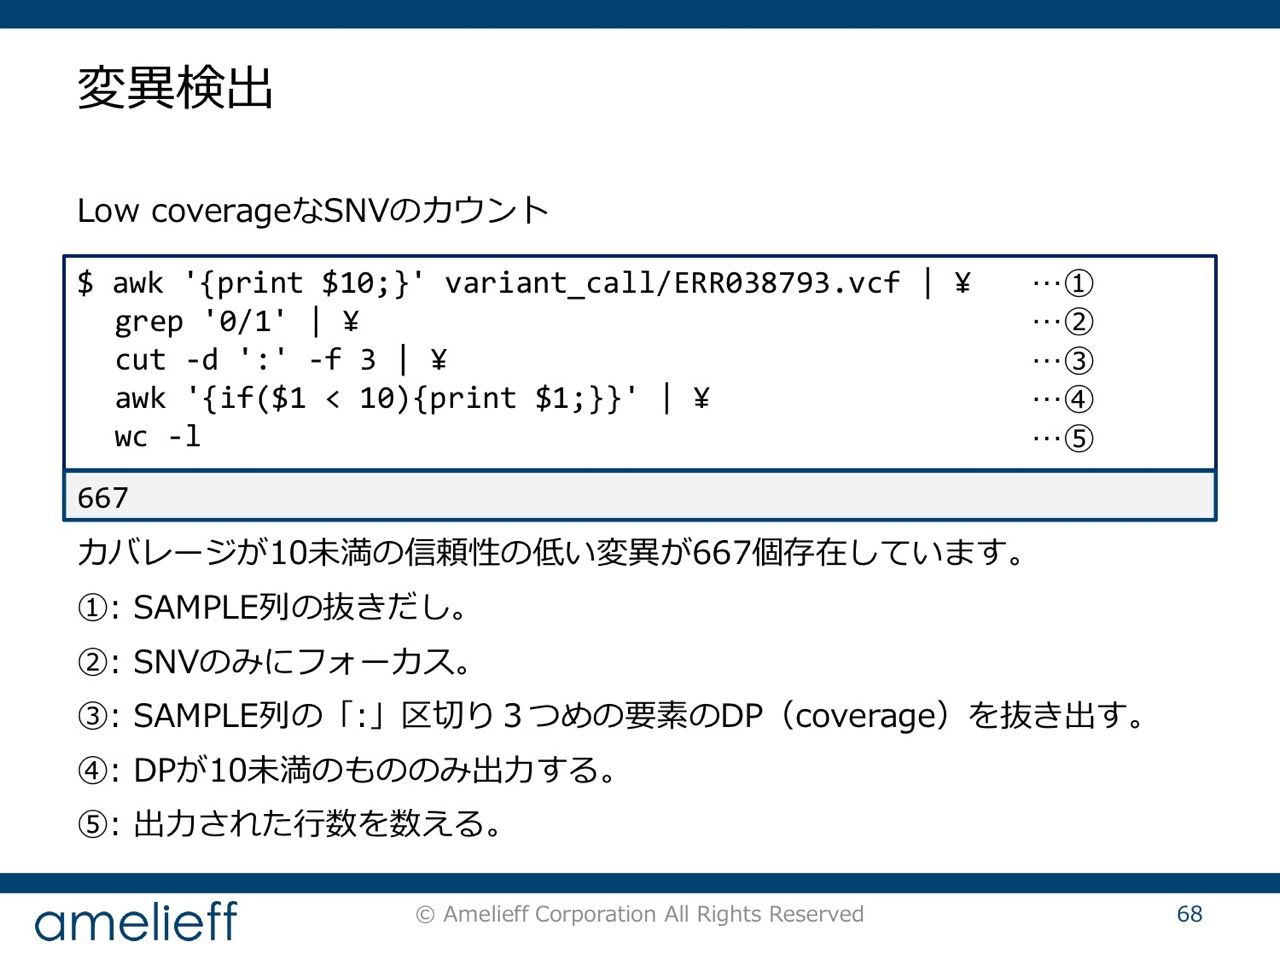 変異検出
Low coverageなSNVのカウント
$ awk '{print $10;}' variant_call/ERR038793.vcf | ¥ …①
grep '0/1' | ¥ …②
cut -d ':' -f 3 | ¥ …③
awk '{if($1 < 10){print $1;}}' | ¥ …④
wc -l …⑤
667
カバレージが10未満の信頼性の低い変異が667個存在しています。
①: SAMPLE列の抜きだし。
②: SNVのみにフォーカス。
③: SAMPLE列の「:」区切り３つめの要素のDP（coverage）を抜き出す。
④: DPが10未満のもののみ出力する。
⑤: 出力された行数を数える。
amelieff
© Amelieff Corporation All Rights Reserved
68